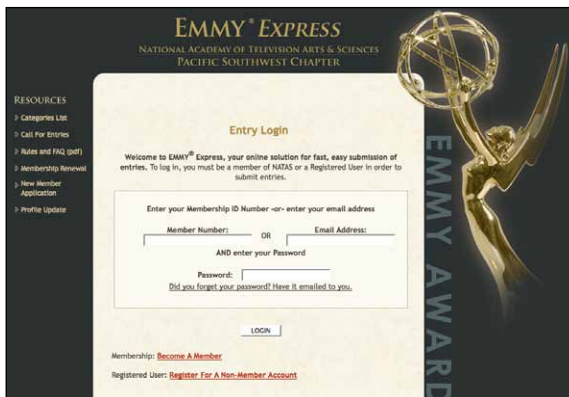 EMMY® EXPRESS
NATIONAL ACADEMY OF TELEVISION ARTS & SCIENCES
PACIFIC SOUTHWEST CHAPTER
RESOURCES
Categories List
Call For Entries
Rules and FAQ (pdf)
Membership Renewal
New Member
Application
Profile Update
Entry Login
Welcome to EMMY® Express, your online solution for fast, easy submission of
entries. To log in, you must be a member of NATAS or a Registered User in order to
submit entries.
Enter your Membership ID Number -or- enter your email address
Member Number: OR Email Address:
AND enter your Password
Password:
Did you forget your password? Have it emailed to you.
LOGIN
Membership: Become A Member
Registered User: Register For A Non-Member Account
EMMY AWARD